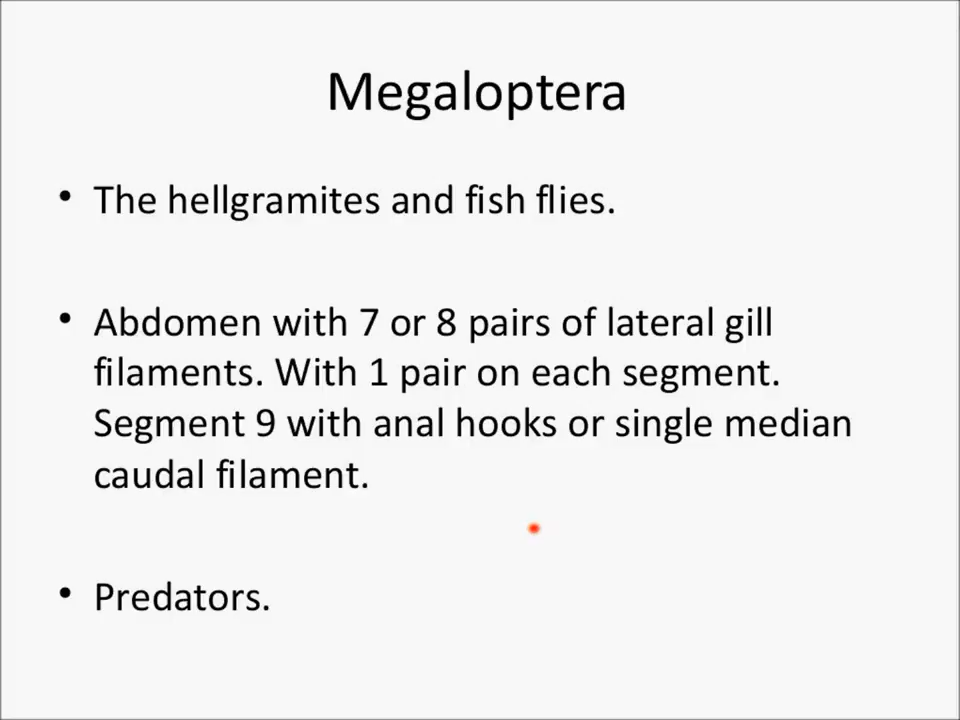 Megaloptera
• The hellgramites and fish flies.
• Abdomen with 7 or 8 pairs of lateral gill
filaments. With 1 pair on each segment.
Segment 9 with anal hooks or single median
caudal filament.
• Predators.